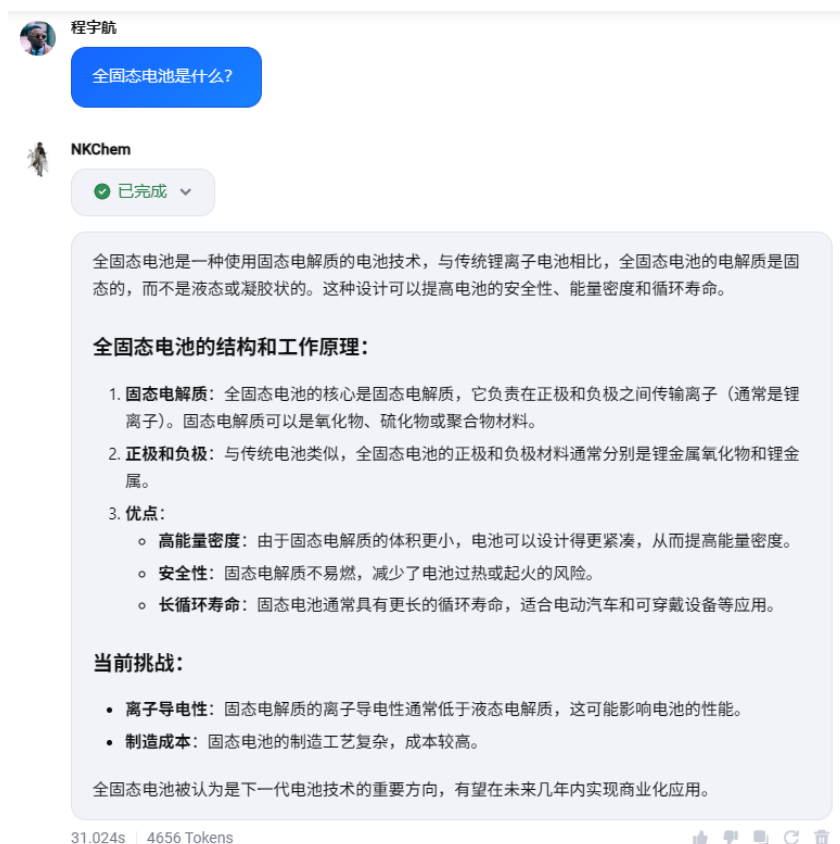 程宇航
全固态电池是什么？
NKChem
已完成
全固态电池是一种使用固态电解质的电池技术，与传统锂离子电池相比，全固态电池的电解质是固
态的，而不是液态或凝胶状的。这种设计可以提高电池的安全性、能量密度和循环寿命。
全固态电池的结构和工作原理：
1. 固态电解质：全固态电池的核心是固态电解质，它负责在正极和负极之间传输离子（通常是锂
离子）。固态电解质可以是氧化物、硫化物或聚合物材料。
2. 正极和负极：与传统电池类似，全固态电池的正极和负极材料通常分别是锂金属氧化物和锂金
属。
3. 优点：
◦ 高能量密度：由于固态电解质的体积更小，电池可以设计得更紧凑，从而提高能量密度。
◦ 安全性：固态电解质不易燃，减少了电池过热或起火的风险。
◦ 长循环寿命：固态电池通常具有更长的循环寿命，适合电动汽车和可穿戴设备等应用。
当前挑战：
• 离子导电性：固态电解质的离子导电性通常低于液态电解质，这可能影响电池的性能。
• 制造成本：固态电池的制造工艺复杂，成本较高。
全固态电池被认为是下一代电池技术的重要方向，有望在未来几年内实现商业化应用。
31.024s | 4656 Tokens